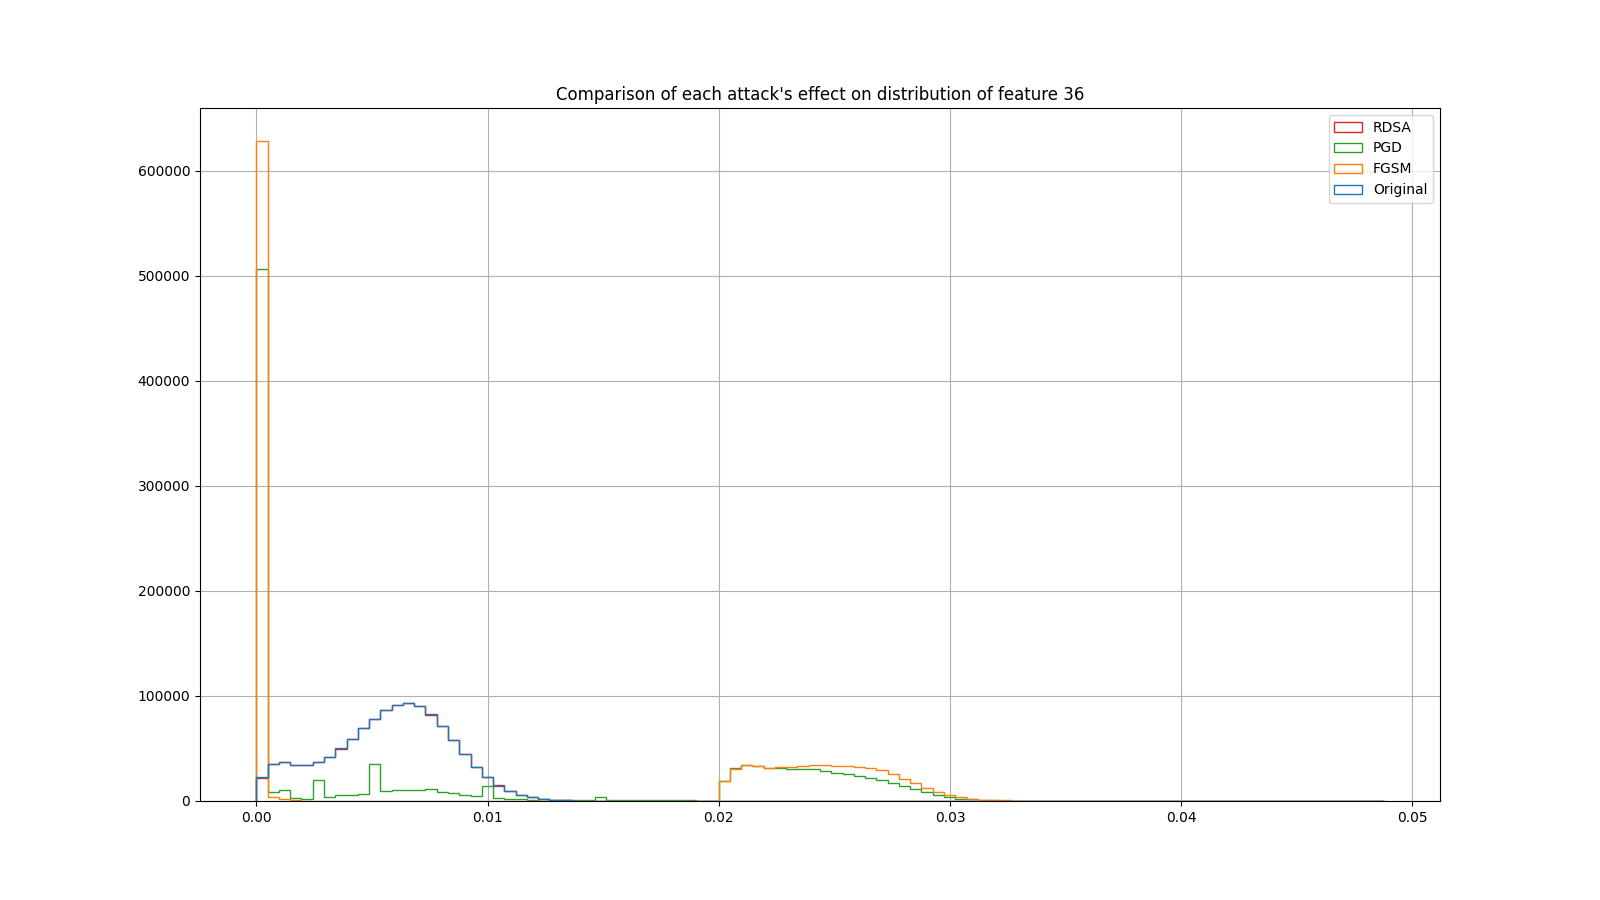 Comparison of each attack's effect on distribution of feature 36
RDSA
PGD
FGSM
Original
600000
500000
400000
300000
200000
100000
0
0.00 0.01 0.02 0.03 0.04 0.05